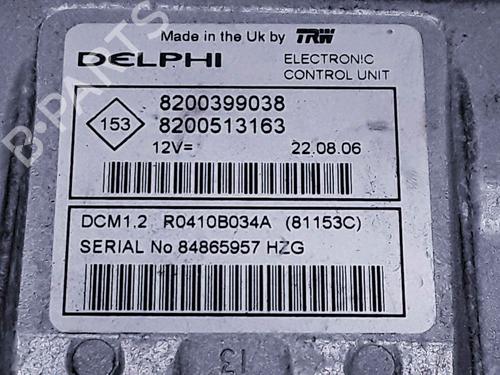 Made in the Uk by TRW
DELPHI
ELECTRONIC
CONTROL UNIT
153
8200399038
8200513163
12V=
22.08.06
DCM1.2 R0410B034A (81153C)
SERIAL No 84865957 HZG
13
B-PARTS